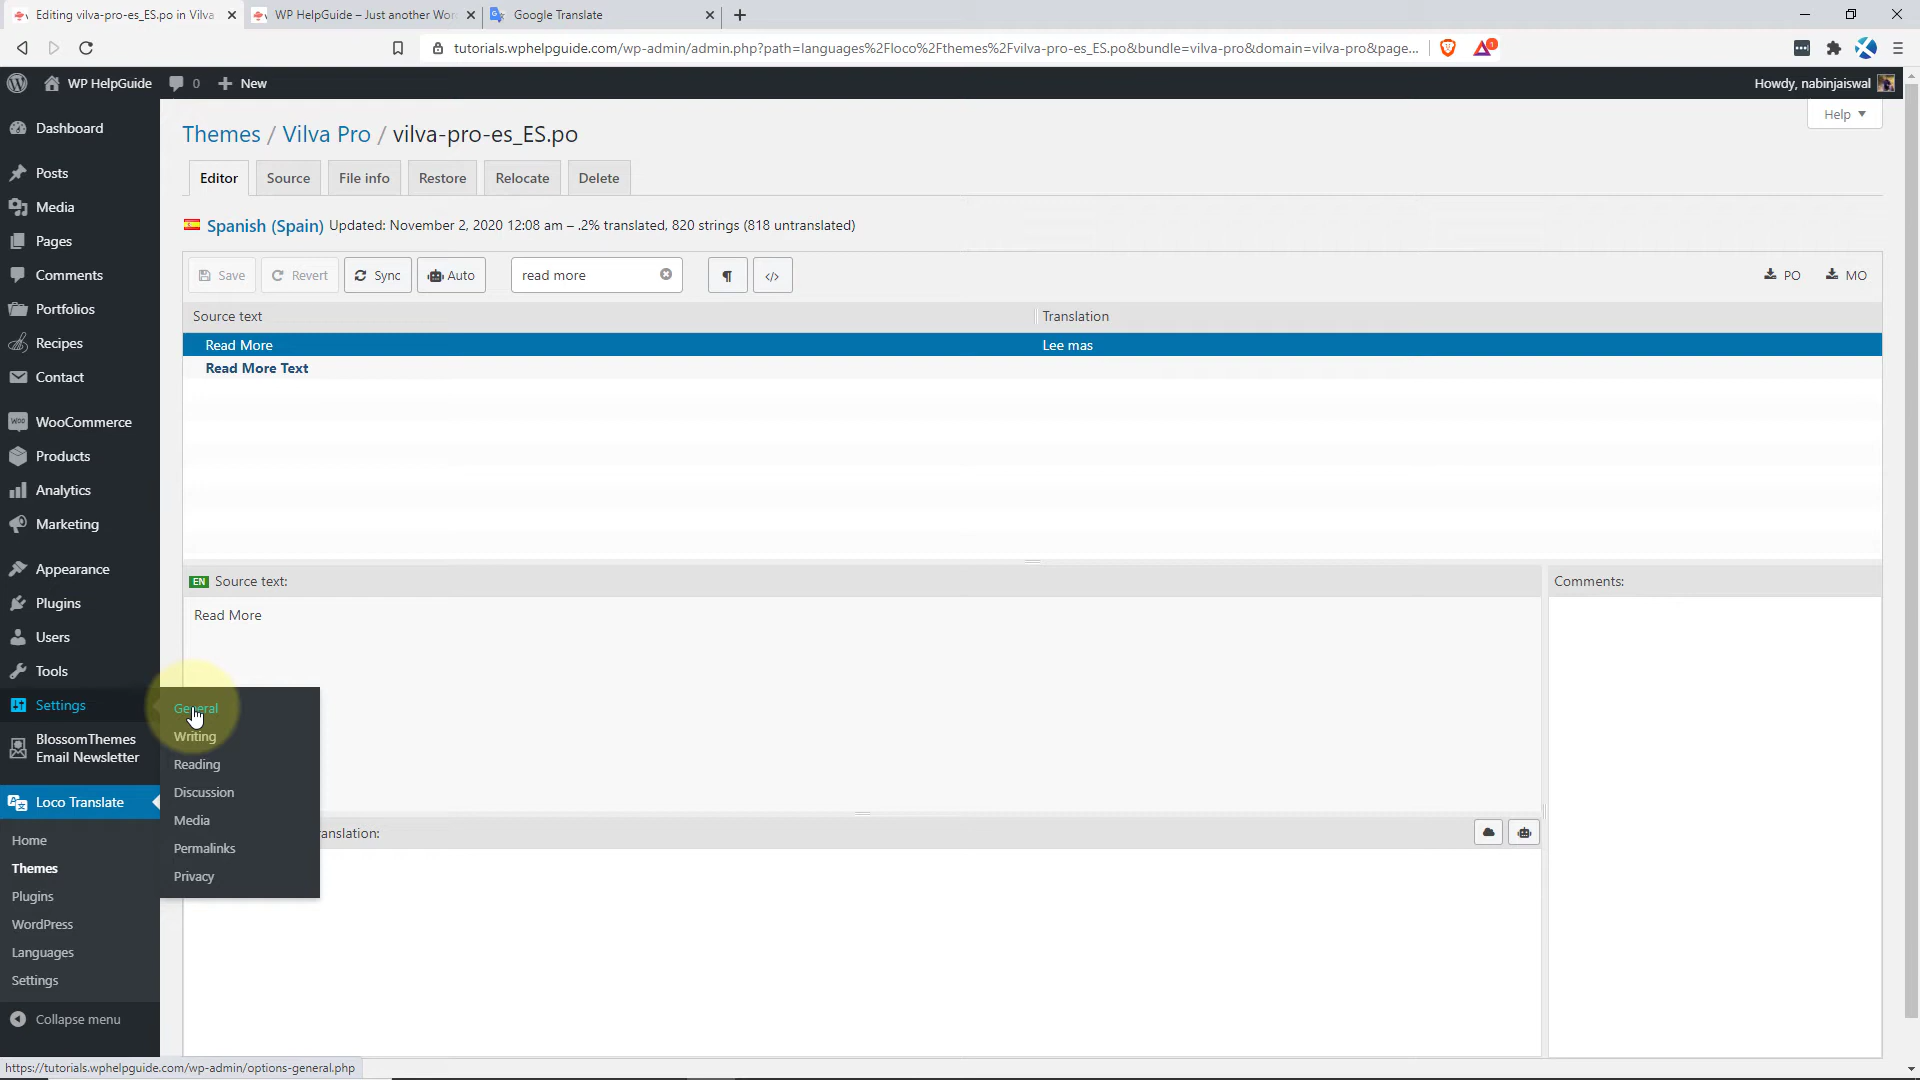 Editing vilva-pro-es_ES.po in Vilva
WP HelpGuide – Just another Wor
Google Translate
tutorials.wphelpguide.com/wp-admin/admin.php?path=languages%2Floco%2Fthemes%2Fvilva-pro-es_ES.po&bundle=vilva-pro&domain=vilva-pro&page...
1
WP HelpGuide
0
New
Howdy, nabinjaiswal
Help
Dashboard
Posts
Media
Pages
Comments
Portfolios
Recipes
Contact
WooCommerce
Products
Analytics
Marketing
Appearance
Plugins
Users
Tools
Settings
BlossomThemes
Email Newsletter
Loco Translate
Home
Themes
Plugins
WordPress
Languages
Settings
Collapse menu
General
Writing
Reading
Discussion
Media
Permalinks
Privacy
Themes / Vilva Pro / vilva-pro-es_ES.po
Editor
Source
File info
Restore
Relocate
Delete
Spanish (Spain) Updated: November 2, 2020 12:08 am – .2% translated, 820 strings (818 untranslated)
Save
Revert
Sync
Auto
read more
¶
</>
PO
MO
Source text
Translation
Read More
Lee mas
Read More Text
EN Source text:
Read More
Comments:
ranslation:
https://tutorials.wphelpguide.com/wp-admin/options-general.php